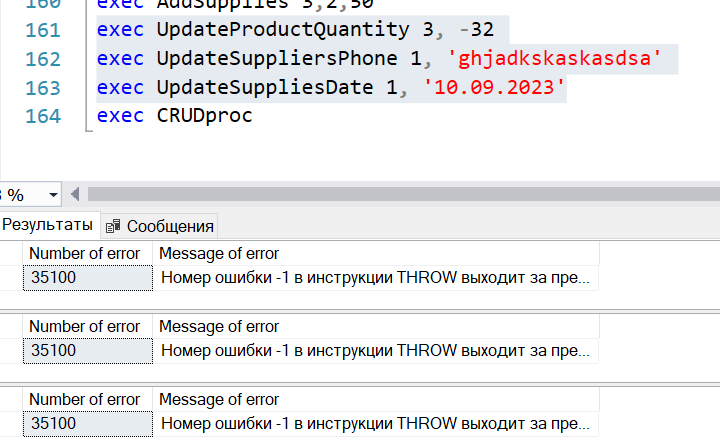 160 exec AddSupplies 3,2,50
161 exec UpdateProductQuantity 3, -32
162 exec UpdateSuppliersPhone 1, 'ghjadkskaskasdsa'
163 exec UpdateSuppliesDate 1, '10.09.2023'
164 exec CRUDproc
%
Результаты Сообщения
Number of error Message of error
35100 Номер ошибки -1 в инструкции THROW выходит за пре...
Number of error Message of error
35100 Номер ошибки -1 в инструкции THROW выходит за пре...
Number of error Message of error
35100 Номер ошибки -1 в инструкции THROW выходит за пре...